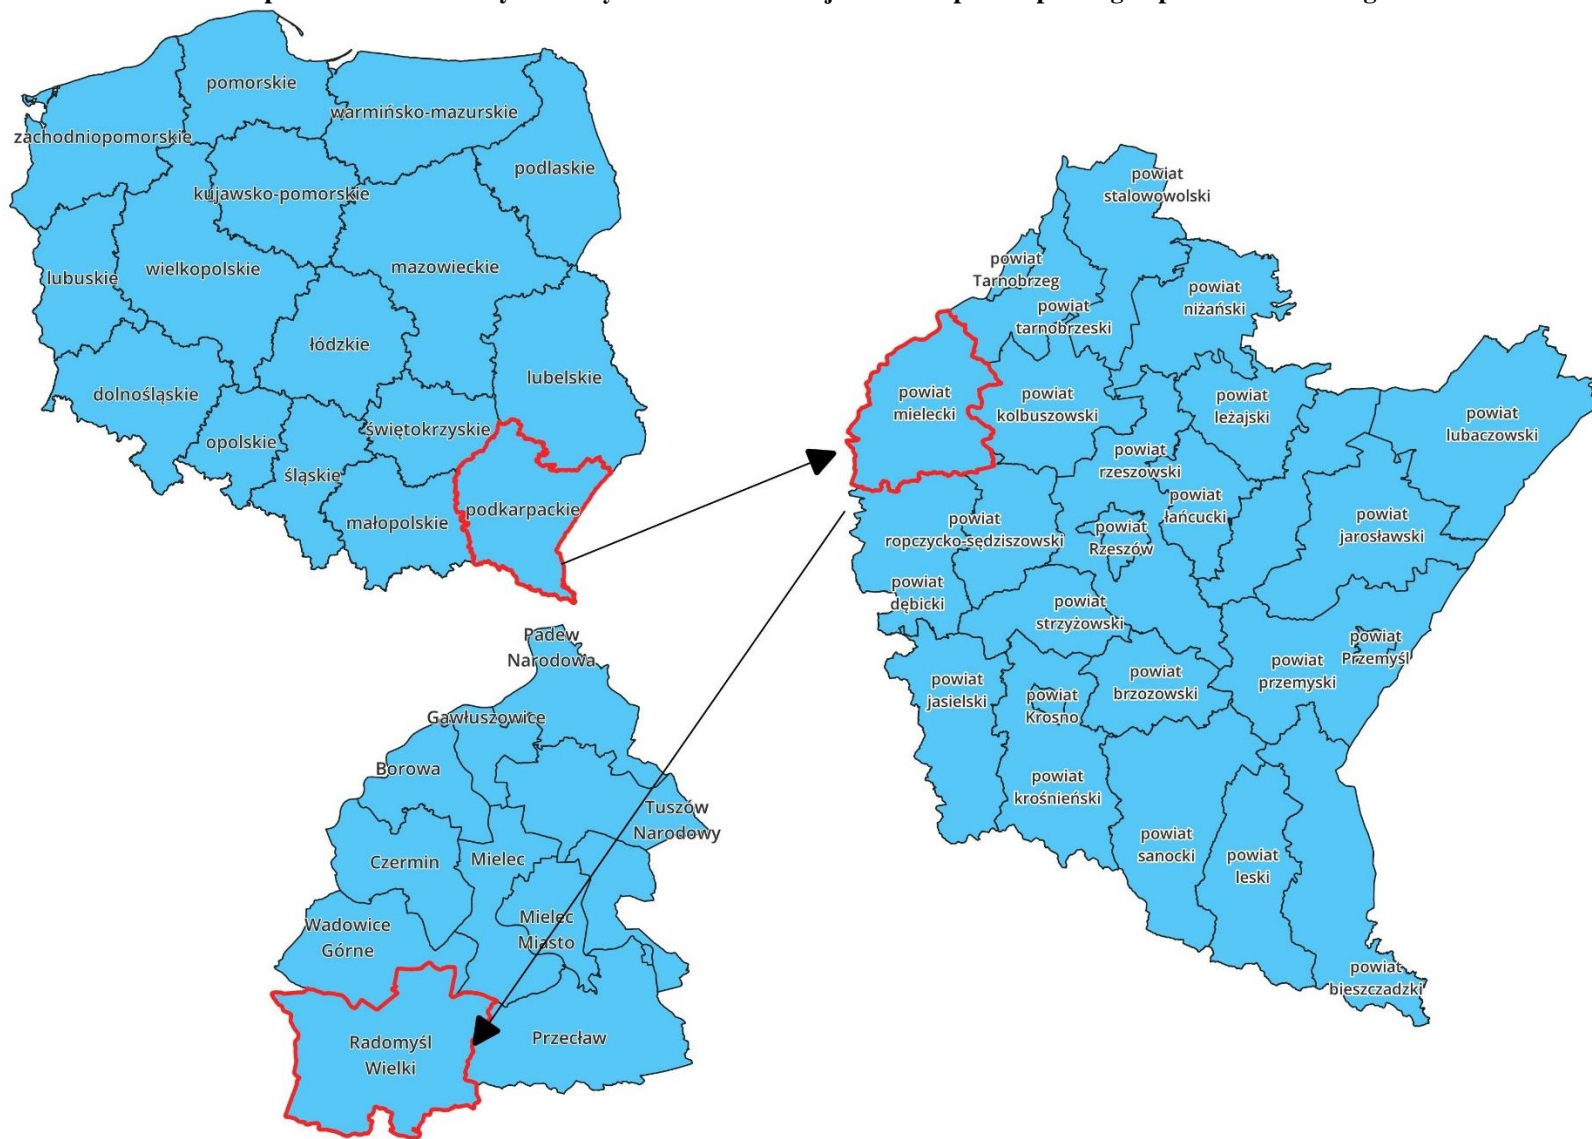 pomorskie
warmińsko-mazurskie
zachodniopomorskie
podlaskie
kujawsko-pomorskie
lubuskie
wielkopolskie
mazowieckie
łódzkie
lubelskie
dolnośląskie
świętokrzyskie
opolskie
śląskie
małopolskie
podkarpackie
powiat
stalowowolski
powiat
Tarnobrzeg
powiat
tarnobrzeski
powiat
niżański
powiat
mielecki
powiat
kolbuszowski
powiat
leżajski
powiat
lubaczowski
powiat
rzeszowski
powiat
łańcucki
powiat
ropczycko-sędziszowski
powiat
Rzeszów
powiat
jarosławski
powiat
dębicki
powiat
strzyżowski
powiat
Przemyśl
powiat
przemyski
powiat
jasielski
powiat
Krosno
powiat
brzozowski
powiat
krośnieński
powiat
sanocki
powiat
leski
powiat
bieszczadzki
Padew
Narodowa
Gawłuszowice
Borowa
Tuszów
Narodowy
Czermin
Mielec
Wadowice
Górne
Mielec
Miasto
Radomyśl
Wielki
Przecław